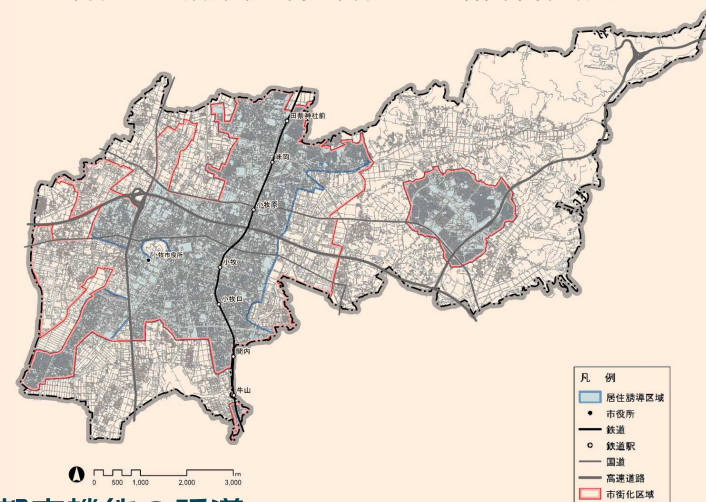 田県神社前
味岡
小牧原
小牧市役所
小牧
小牧口
間内
牛山
凡 例
居住誘導区域
市役所
鉄道
鉄道駅
国道
高速道路
市街化区域
0 500 1,000 2,000 3,000
m